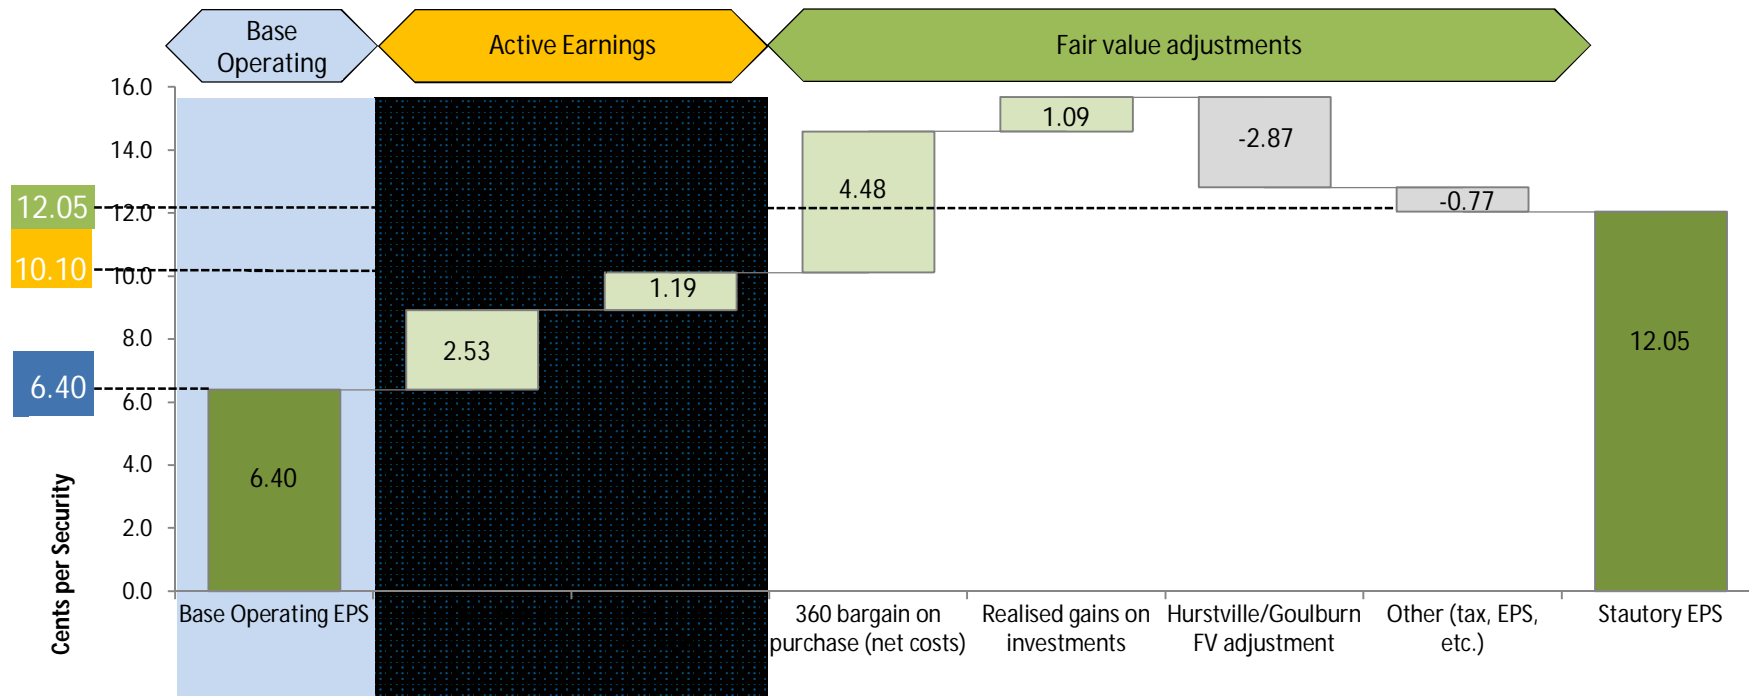 Base
Operating
Active Earnings
Fair value adjustments
16.0
14.0
12.0
10.0
8.0
6.0
4.0
2.0
0.0
12.05
10.10
6.40
Cents per Security
6.40
2.53
1.19
4.48
1.09
-2.87
-0.77
12.05
Base Operating EPS
360 bargain on
purchase (net costs)
Realised gains on
investments
Hurstville/Goulburn
FV adjustment
Other (tax, EPS,
etc.)
Stautory EPS